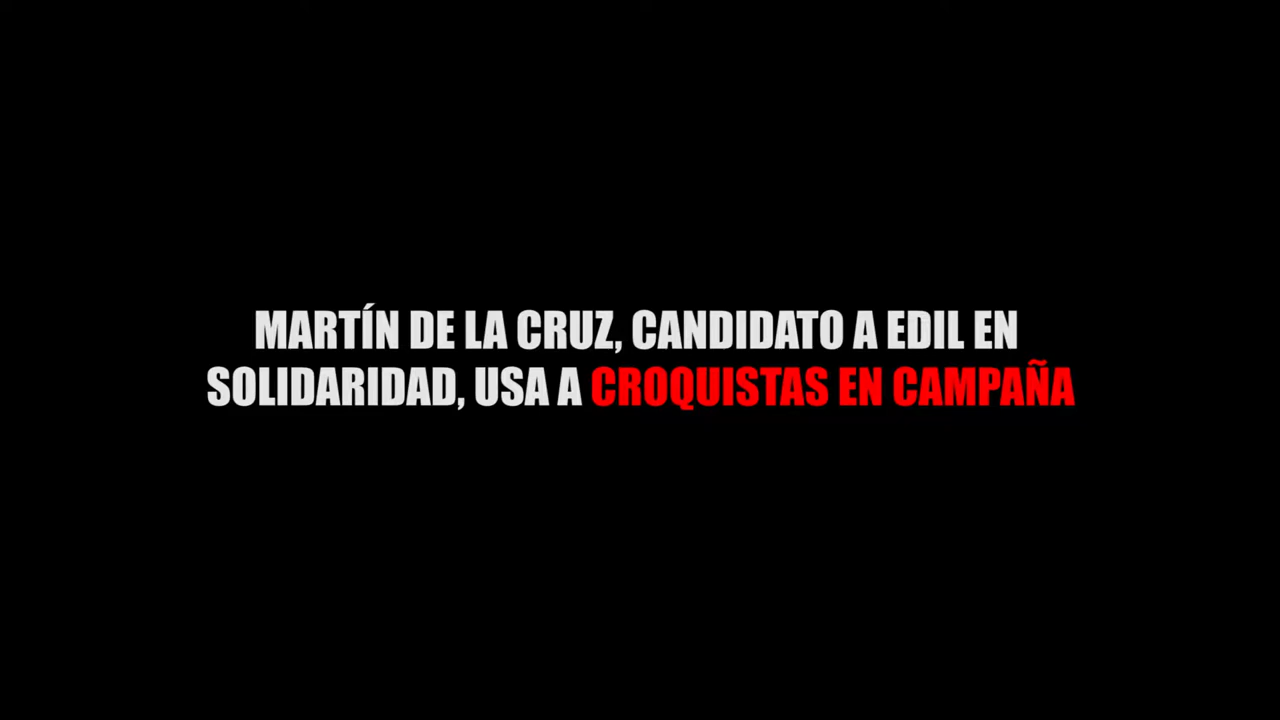 MARTÍN DE LA CRUZ, CANDIDATO A EDIL EN
SOLIDARIDAD, USA A CROQUISTAS EN CAMPAÑA